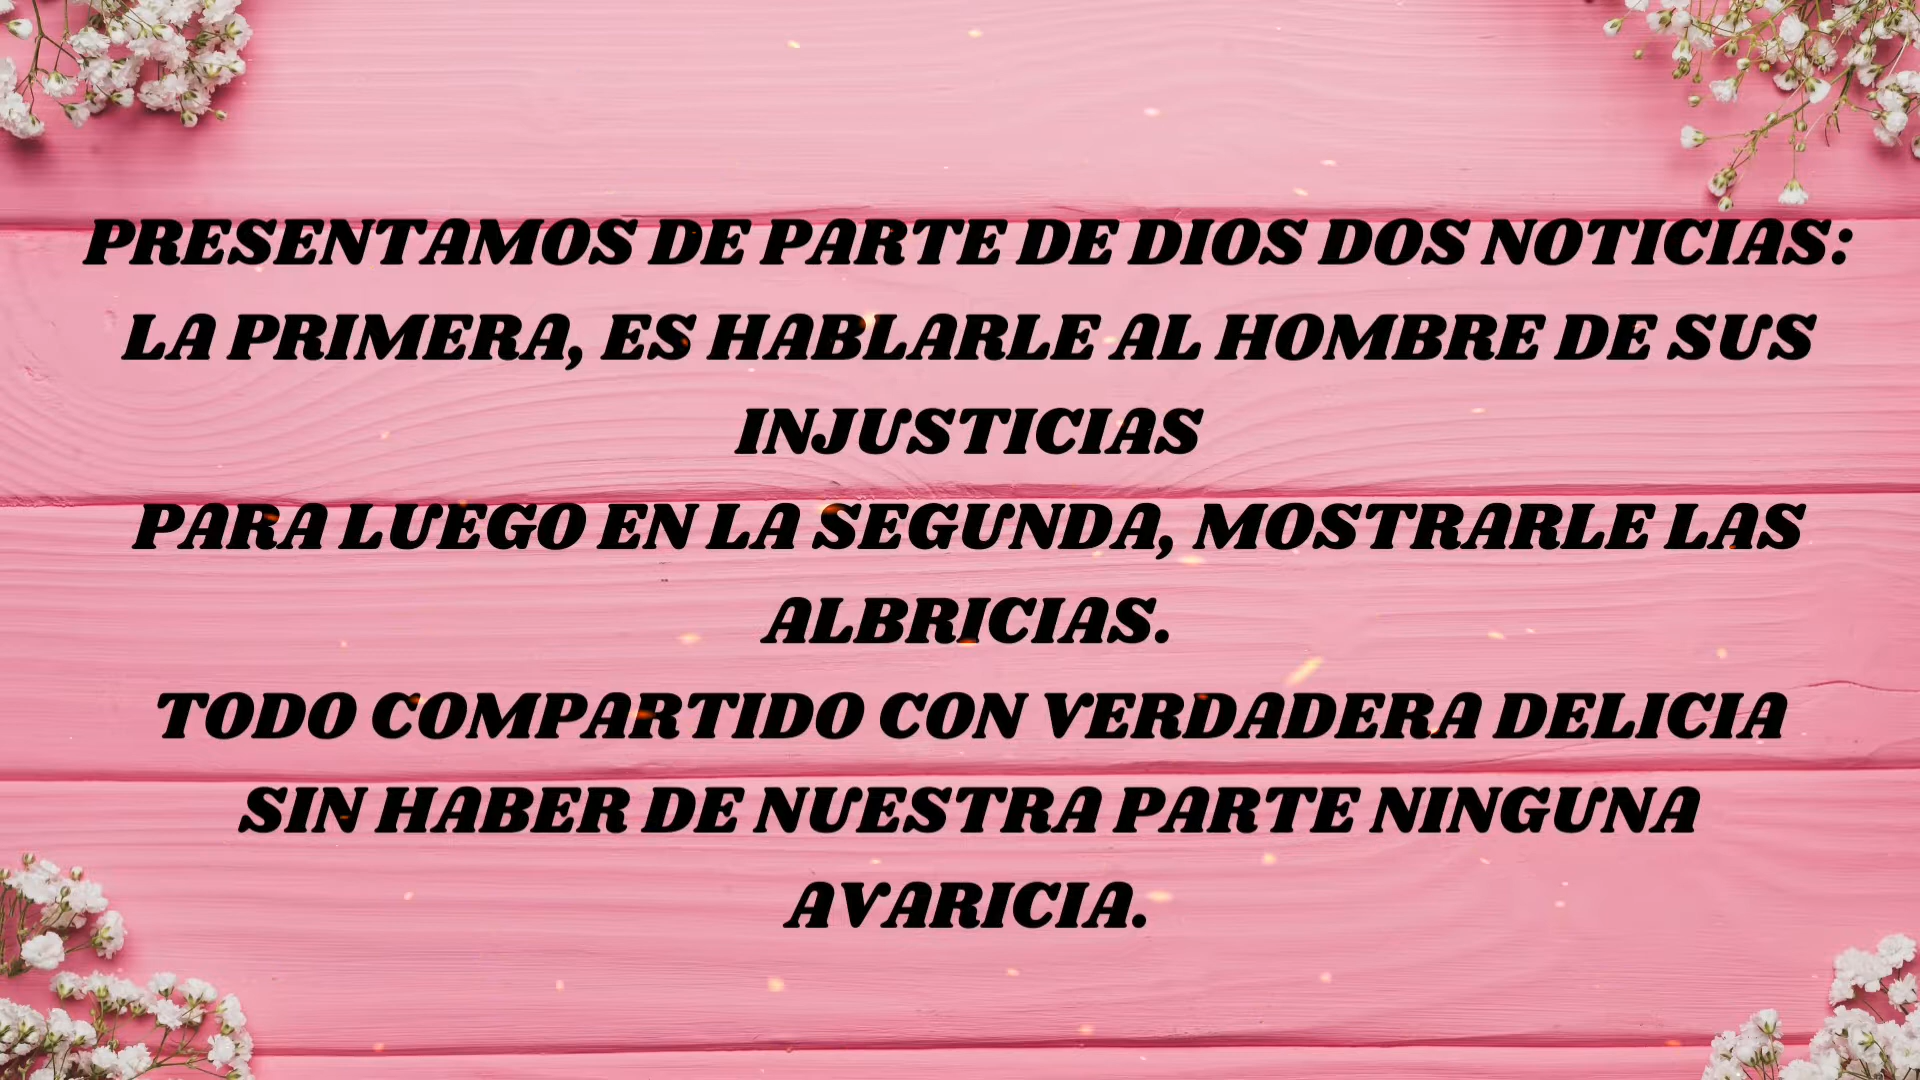 PRESENTAMOS DE PARTE DE DIOS DOS NOTICIAS:
LA PRIMERA, ES HABLARLE AL HOMBRE DE SUS
INJUSTICIAS
PARA LUEGO EN LA SEGUNDA, MOSTRARLE LAS
ALBRICIAS.
TODO COMPARTIDO CON VERDADERA DELICIA
SIN HABER DE NUESTRA PARTE NINGUNA
AVARICIA.